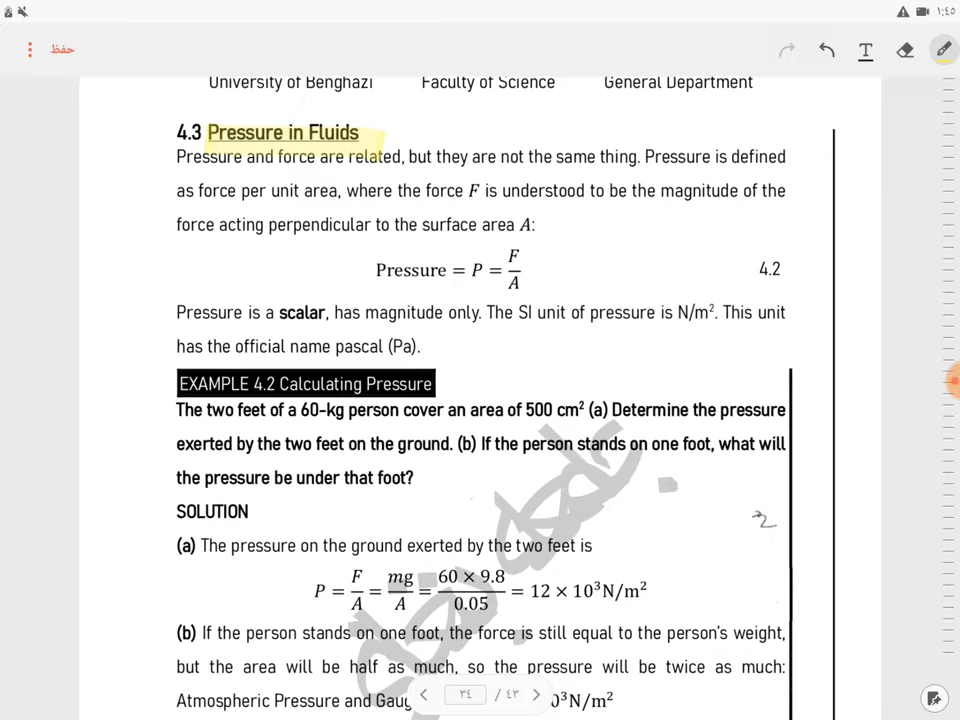 ١:٤٥
حفظ
University of Benghazi Faculty of Science General Department
4.3 Pressure in Fluids
Pressure and force are related, but they are not the same thing. Pressure is defined
as force per unit area, where the force F is understood to be the magnitude of the
force acting perpendicular to the surface area A:
Pressure = P = F/A 4.2
Pressure is a scalar, has magnitude only. The SI unit of pressure is N/m². This unit
has the official name pascal (Pa).
EXAMPLE 4.2 Calculating Pressure
The two feet of a 60-kg person cover an area of 500 cm² (a) Determine the pressure
exerted by the two feet on the ground. (b) If the person stands on one foot, what will
the pressure be under that foot?
SOLUTION
(a) The pressure on the ground exerted by the two feet is
P = F/A = mg/A = 60 × 9.8/0.05 = 12 × 10³N/m²
(b) If the person stands on one foot, the force is still equal to the person's weight,
but the area will be half as much, so the pressure will be twice as much:
Atmospheric Pressure and 0³N/m²
٣٤ / ٤٣